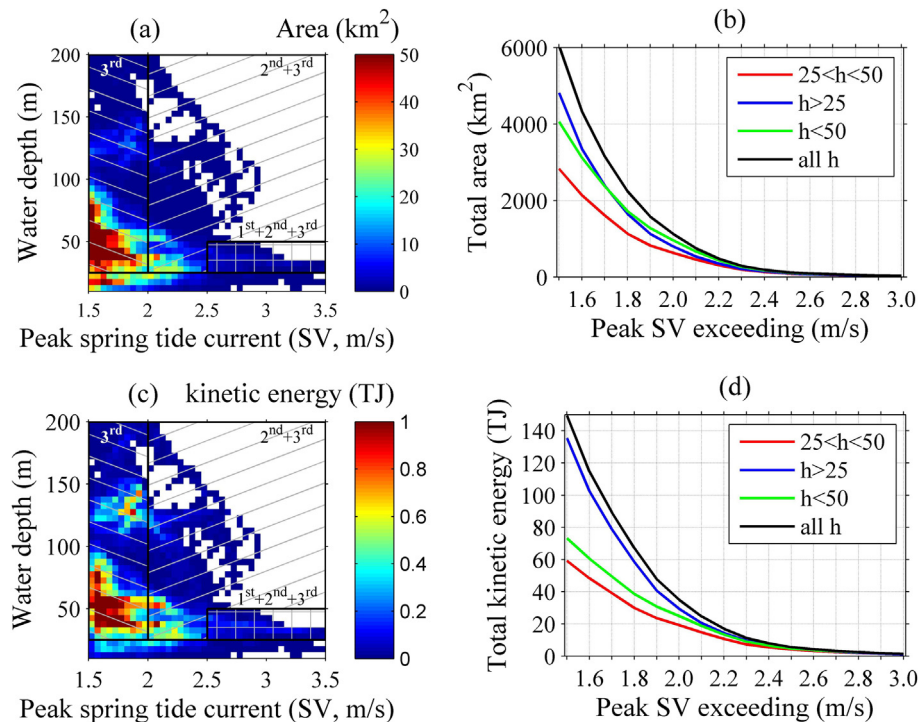 (a) Area (km²)
200
150
100
50
Water depth (m)
3rd
2nd+3rd
1st+2nd+3rd
1.5 2 2.5 3 3.5
Peak spring tide current (SV, m/s)
50
40
30
20
10
0
(b)
6000
4000
2000
0
Total area (km²)
25<h<50
h>25
h<50
all h
1.6 1.8 2.0 2.2 2.4 2.6 2.8 3.0
Peak SV exceeding (m/s)
(c) kinetic energy (TJ)
200
150
100
50
Water depth (m)
3rd
2nd+3rd
1st+2nd+3rd
1.5 2 2.5 3 3.5
Peak spring tide current (SV, m/s)
1
0.8
0.6
0.4
0.2
0
(d)
140
120
100
80
60
40
20
0
Total kinetic energy (TJ)
25<h<50
h>25
h<50
all h
1.6 1.8 2.0 2.2 2.4 2.6 2.8 3.0
Peak SV exceeding (m/s)